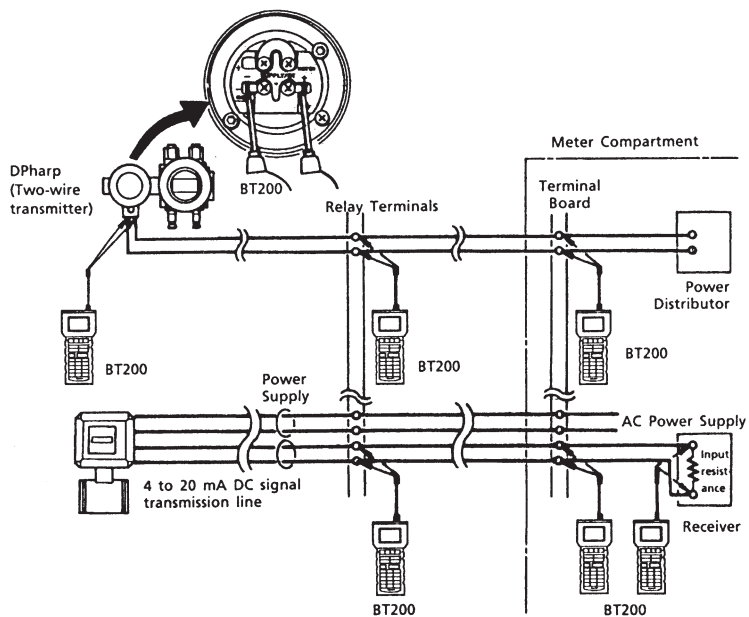 SUPPLY
BT200
DPharp
(Two-wire
transmitter)
Meter Compartment
Relay Terminals
Terminal
Board
Power
Distributor
BT200
BT200
BT200
Power
Supply
AC Power Supply
Input
resist
ance
4 to 20 mA DC signal
transmission line
Receiver
BT200
BT200